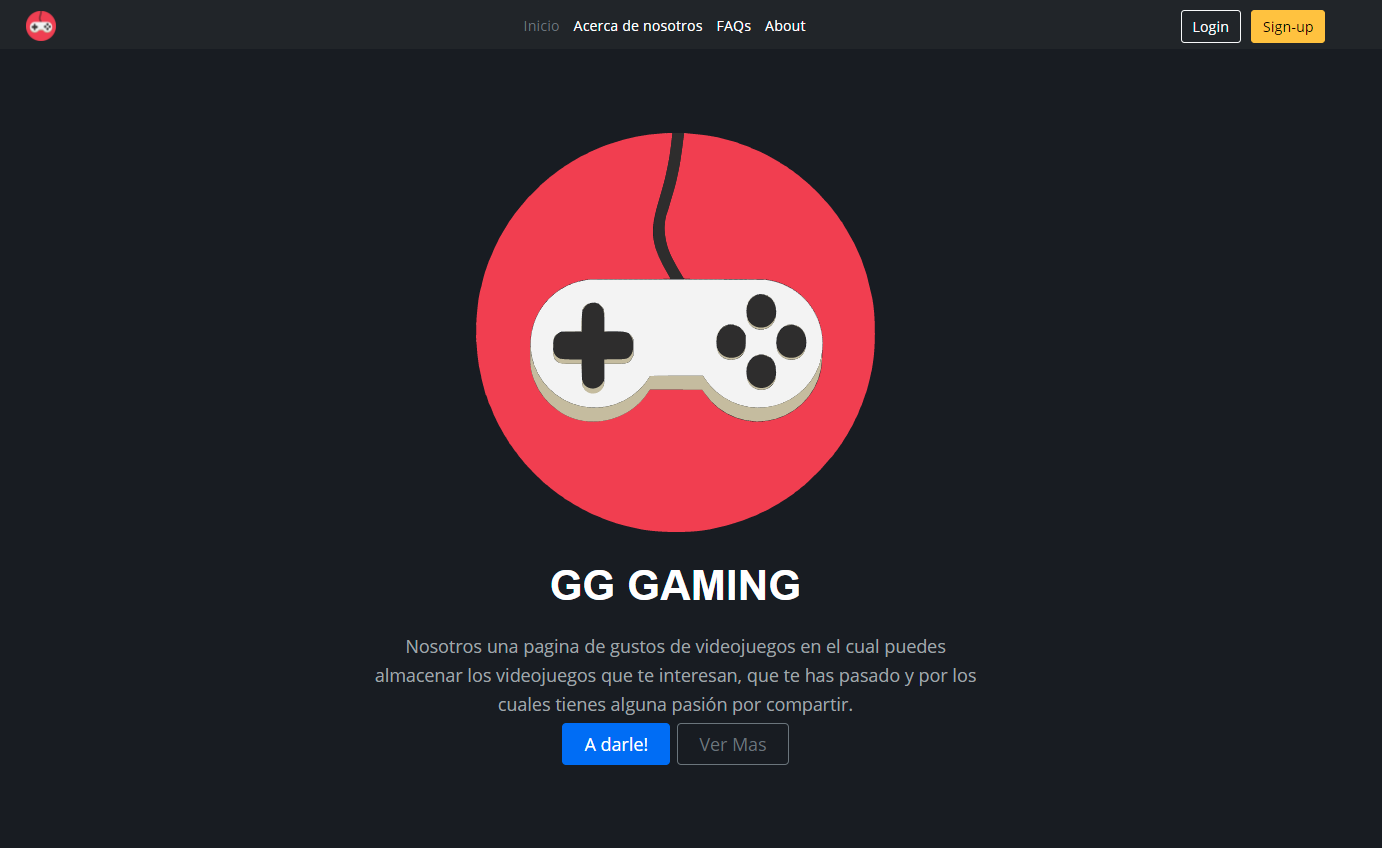 Inicio Acerca de nosotros FAQs About Login Sign-up
GG GAMING
Nosotros una pagina de gustos de videojuegos en el cual puedes
almacenar los videojuegos que te interesan, que te has pasado y por los
cuales tienes alguna pasión por compartir.
A darle! Ver Mas